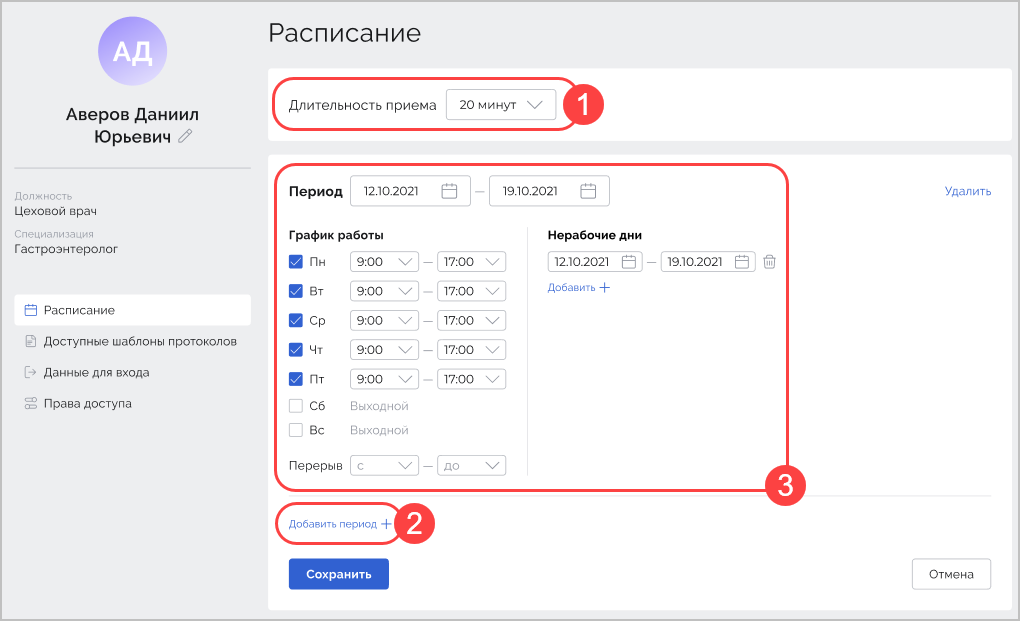 АД
Аверов Даниил
Юрьевич
Должность
Цеховой врач
Специализация
Гастроэнтеролог
Расписание
Доступные шаблоны протоколов
Данные для входа
Права доступа
Расписание
Длительность приема 20 минут 1
Период 12.10.2021 — 19.10.2021 Удалить
График работы
Пн 9:00 — 17:00
Вт 9:00 — 17:00
Ср 9:00 — 17:00
Чт 9:00 — 17:00
Пт 9:00 — 17:00
Сб Выходной
Вс Выходной
Перерыв с — до
Нерабочие дни
12.10.2021 — 19.10.2021
Добавить +
3
Добавить период + 2
Сохранить Отмена